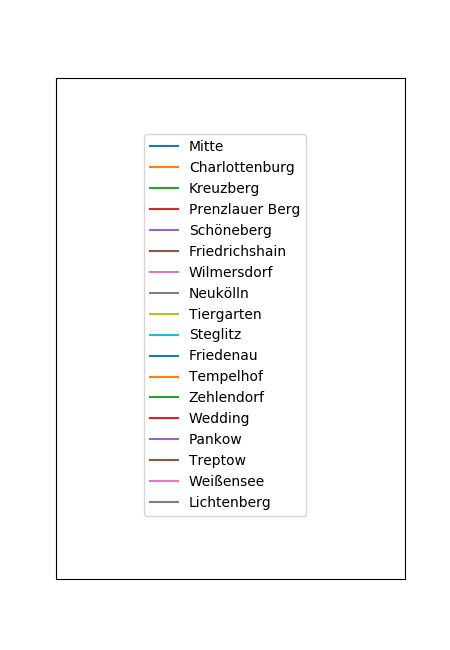 Mitte
Charlottenburg
Kreuzberg
Prenzlauer Berg
Schöneberg
Friedrichshain
Wilmersdorf
Neukölln
Tiergarten
Steglitz
Friedenau
Tempelhof
Zehlendorf
Wedding
Pankow
Treptow
Weißensee
Lichtenberg